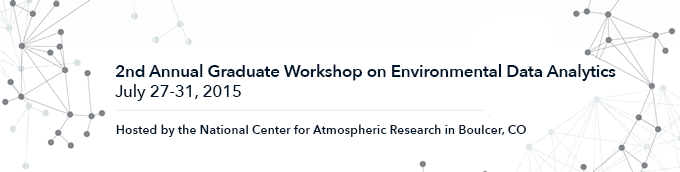 2nd Annual Graduate Workshop on Environmental Data Analytics
July 27-31, 2015
Hosted by the National Center for Atmospheric Research in Boulcer, CO